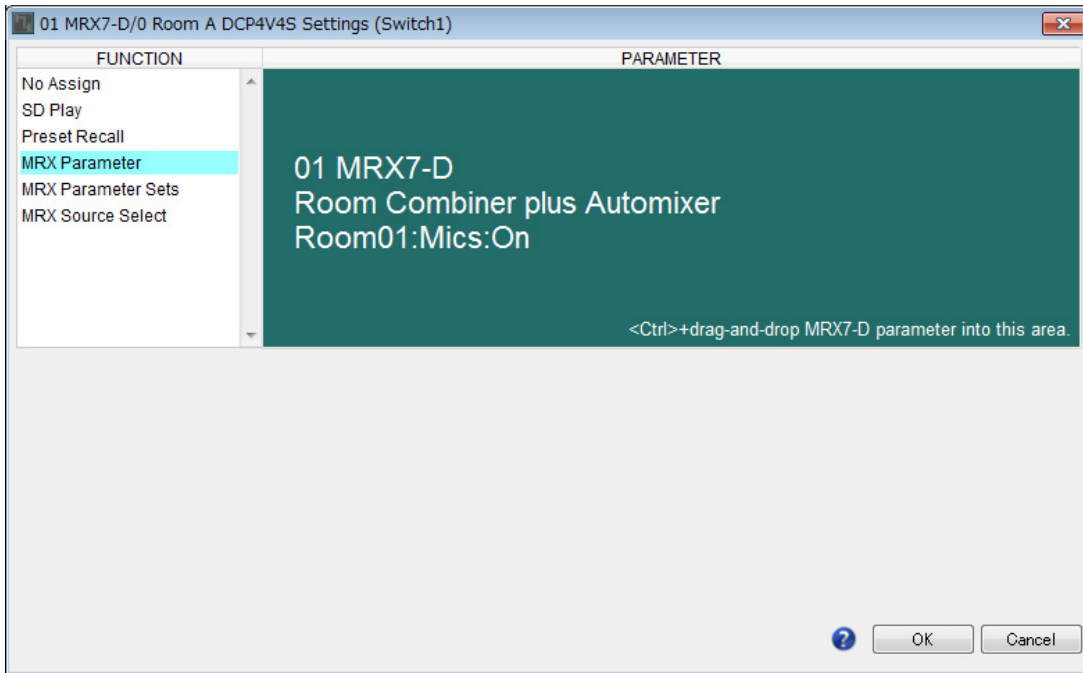 01 MRX7-D/0 Room A DCP4V4S Settings (Switch1)
FUNCTION
PARAMETER
No Assign
SD Play
Preset Recall
MRX Parameter
MRX Parameter Sets
MRX Source Select
01 MRX7-D
Room Combiner plus Automixer
Room01:Mics:On
<Ctrl>+drag-and-drop MRX7-D parameter into this area.
?
OK
Cancel